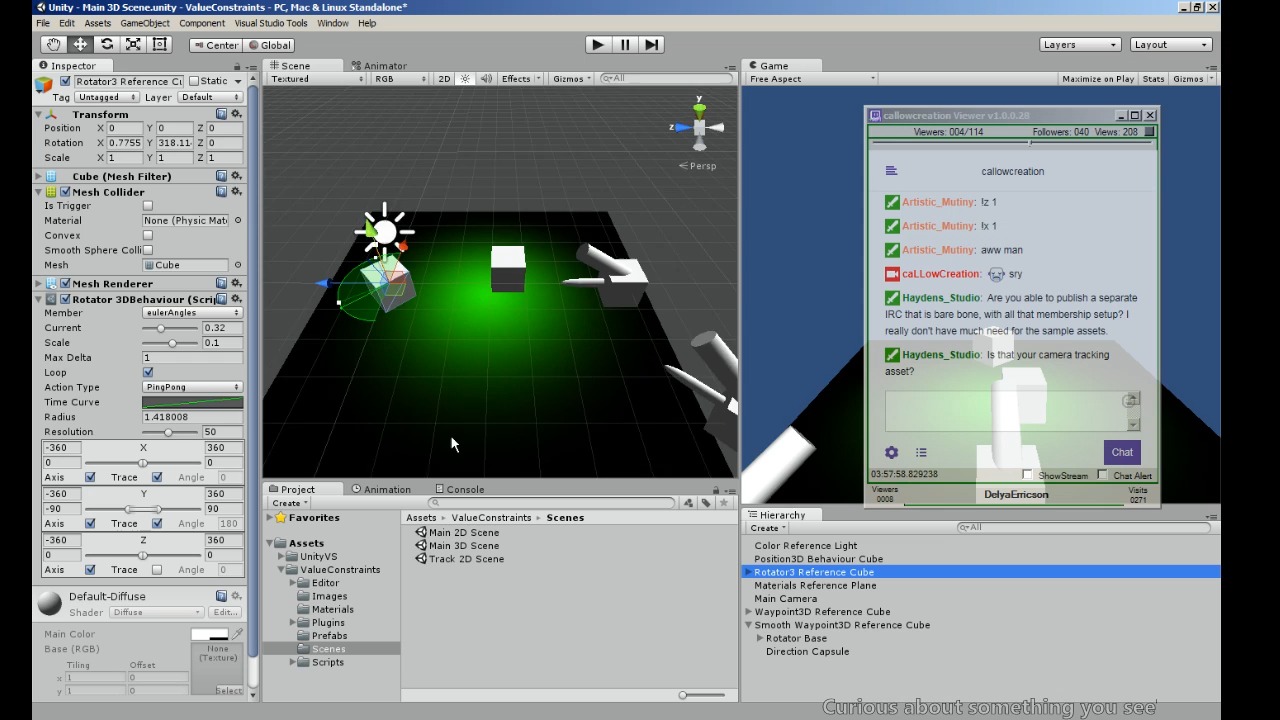 Unity - Main 3D Scene.unity - ValueConstraints - PC, Mac & Linux Standalone*
File Edit Assets GameObject Component Visual Studio Tools Window Help
Center Global Layers Layout
Inspector
Rotator3 Reference Cu Static
Tag Untagged Layer Default
Transform
Position X 0 Y 0 Z 0
Rotation X 0.7755 Y 318.11 Z 0
Scale X 1 Y 1 Z 1
Cube (Mesh Filter)
Mesh Collider
Is Trigger
Material None (Physic Mate
Convex
Smooth Sphere Colli
Mesh Cube
Mesh Renderer
Rotator 3DBehaviour (Scrip
Member eulerAngles
Current 0.32
Scale 0.1
Max Delta 1
Loop
Action Type PingPong
Time Curve
Radius 1.418008
Resolution 50
-360 X 360
0 0
Axis Trace Angle 0
-360 Y 360
-90 90
Axis Trace Angle 180
-360 Z 360
0 0
Axis Trace Angle 0
Default-Diffuse
Shader Diffuse Edit...
Main Color
Base (RGB)
None
(Texture)
Tiling Offset
x 1 0
y 1 0
Select
Scene Animator
Textured RGB 2D Effects Gizmos All
y
z
Persp
Game
Free Aspect Maximize on Play Stats Gizmos
callowcreation Viewer v1.0.0.28
Viewers: 004/114 Followers: 040 Views: 208
callowcreation
Artistic_Mutiny: !z 1
Artistic_Mutiny: !x 1
Artistic_Mutiny: aww man
caLLowCreation: sry
Haydens_Studio: Are you able to publish a separate
IRC that is bare bone, with all that membership setup? I
really don't have much need for the sample assets.
Haydens_Studio: Is that your camera tracking
asset?
Chat
03:57:58.829238 ShowStream Chat Alert
Viewers
0008
DelyaErricson
Visits
0271
Project Animation Console
Create
Favorites
Assets
UnityVS
ValueConstraints
Editor
Images
Materials
Plugins
Prefabs
Scenes
Scripts
Assets ValueConstraints Scenes
Main 2D Scene
Main 3D Scene
Track 2D Scene
Hierarchy
Create All
Color Reference Light
Position3D Behaviour Cube
Rotator3 Reference Cube
Materials Reference Plane
Main Camera
Waypoint3D Reference Cube
Smooth Waypoint3D Reference Cube
Rotator Base
Direction Capsule
Curious about something you see